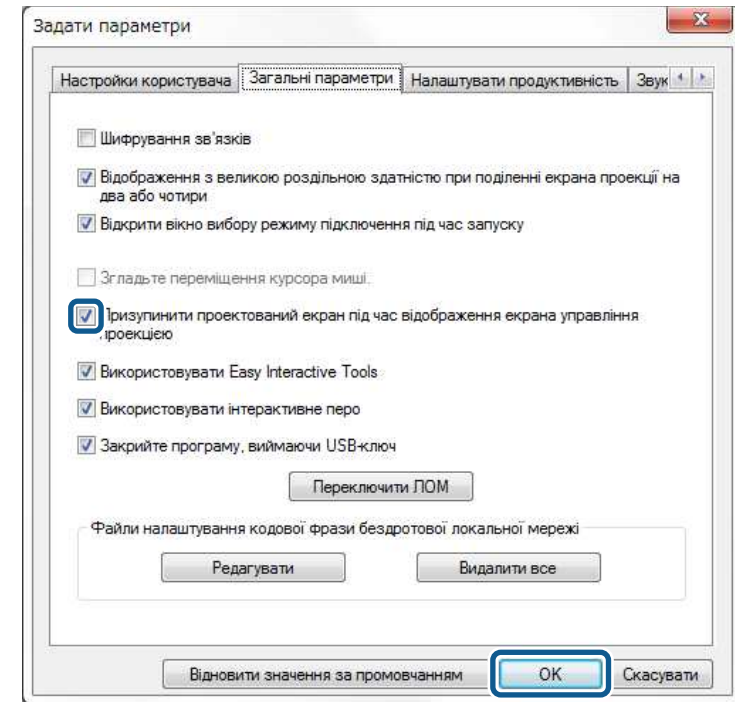 Задати параметри
Настройки користувача Загальні параметри Налаштувати продуктивність Звук
Шифрування зв'язків
Відображення з великою роздільною здатністю при поділенні екрана проекції на
два або чотири
Відкрити вікно вибору режиму підключення під час запуску
Згладьте переміщення курсора миші.
Призупинити проектований екран під час відображення екрана управління
проекцією
Використовувати Easy Interactive Tools
Використовувати інтерактивне перо
Закрийте програму, виймаючи USB-ключ
Переключити ЛОМ
Файли налаштування кодової фрази бездротової локальної мережі
Редагувати Видалити все
Відновити значення за промовчанням OK Скасувати